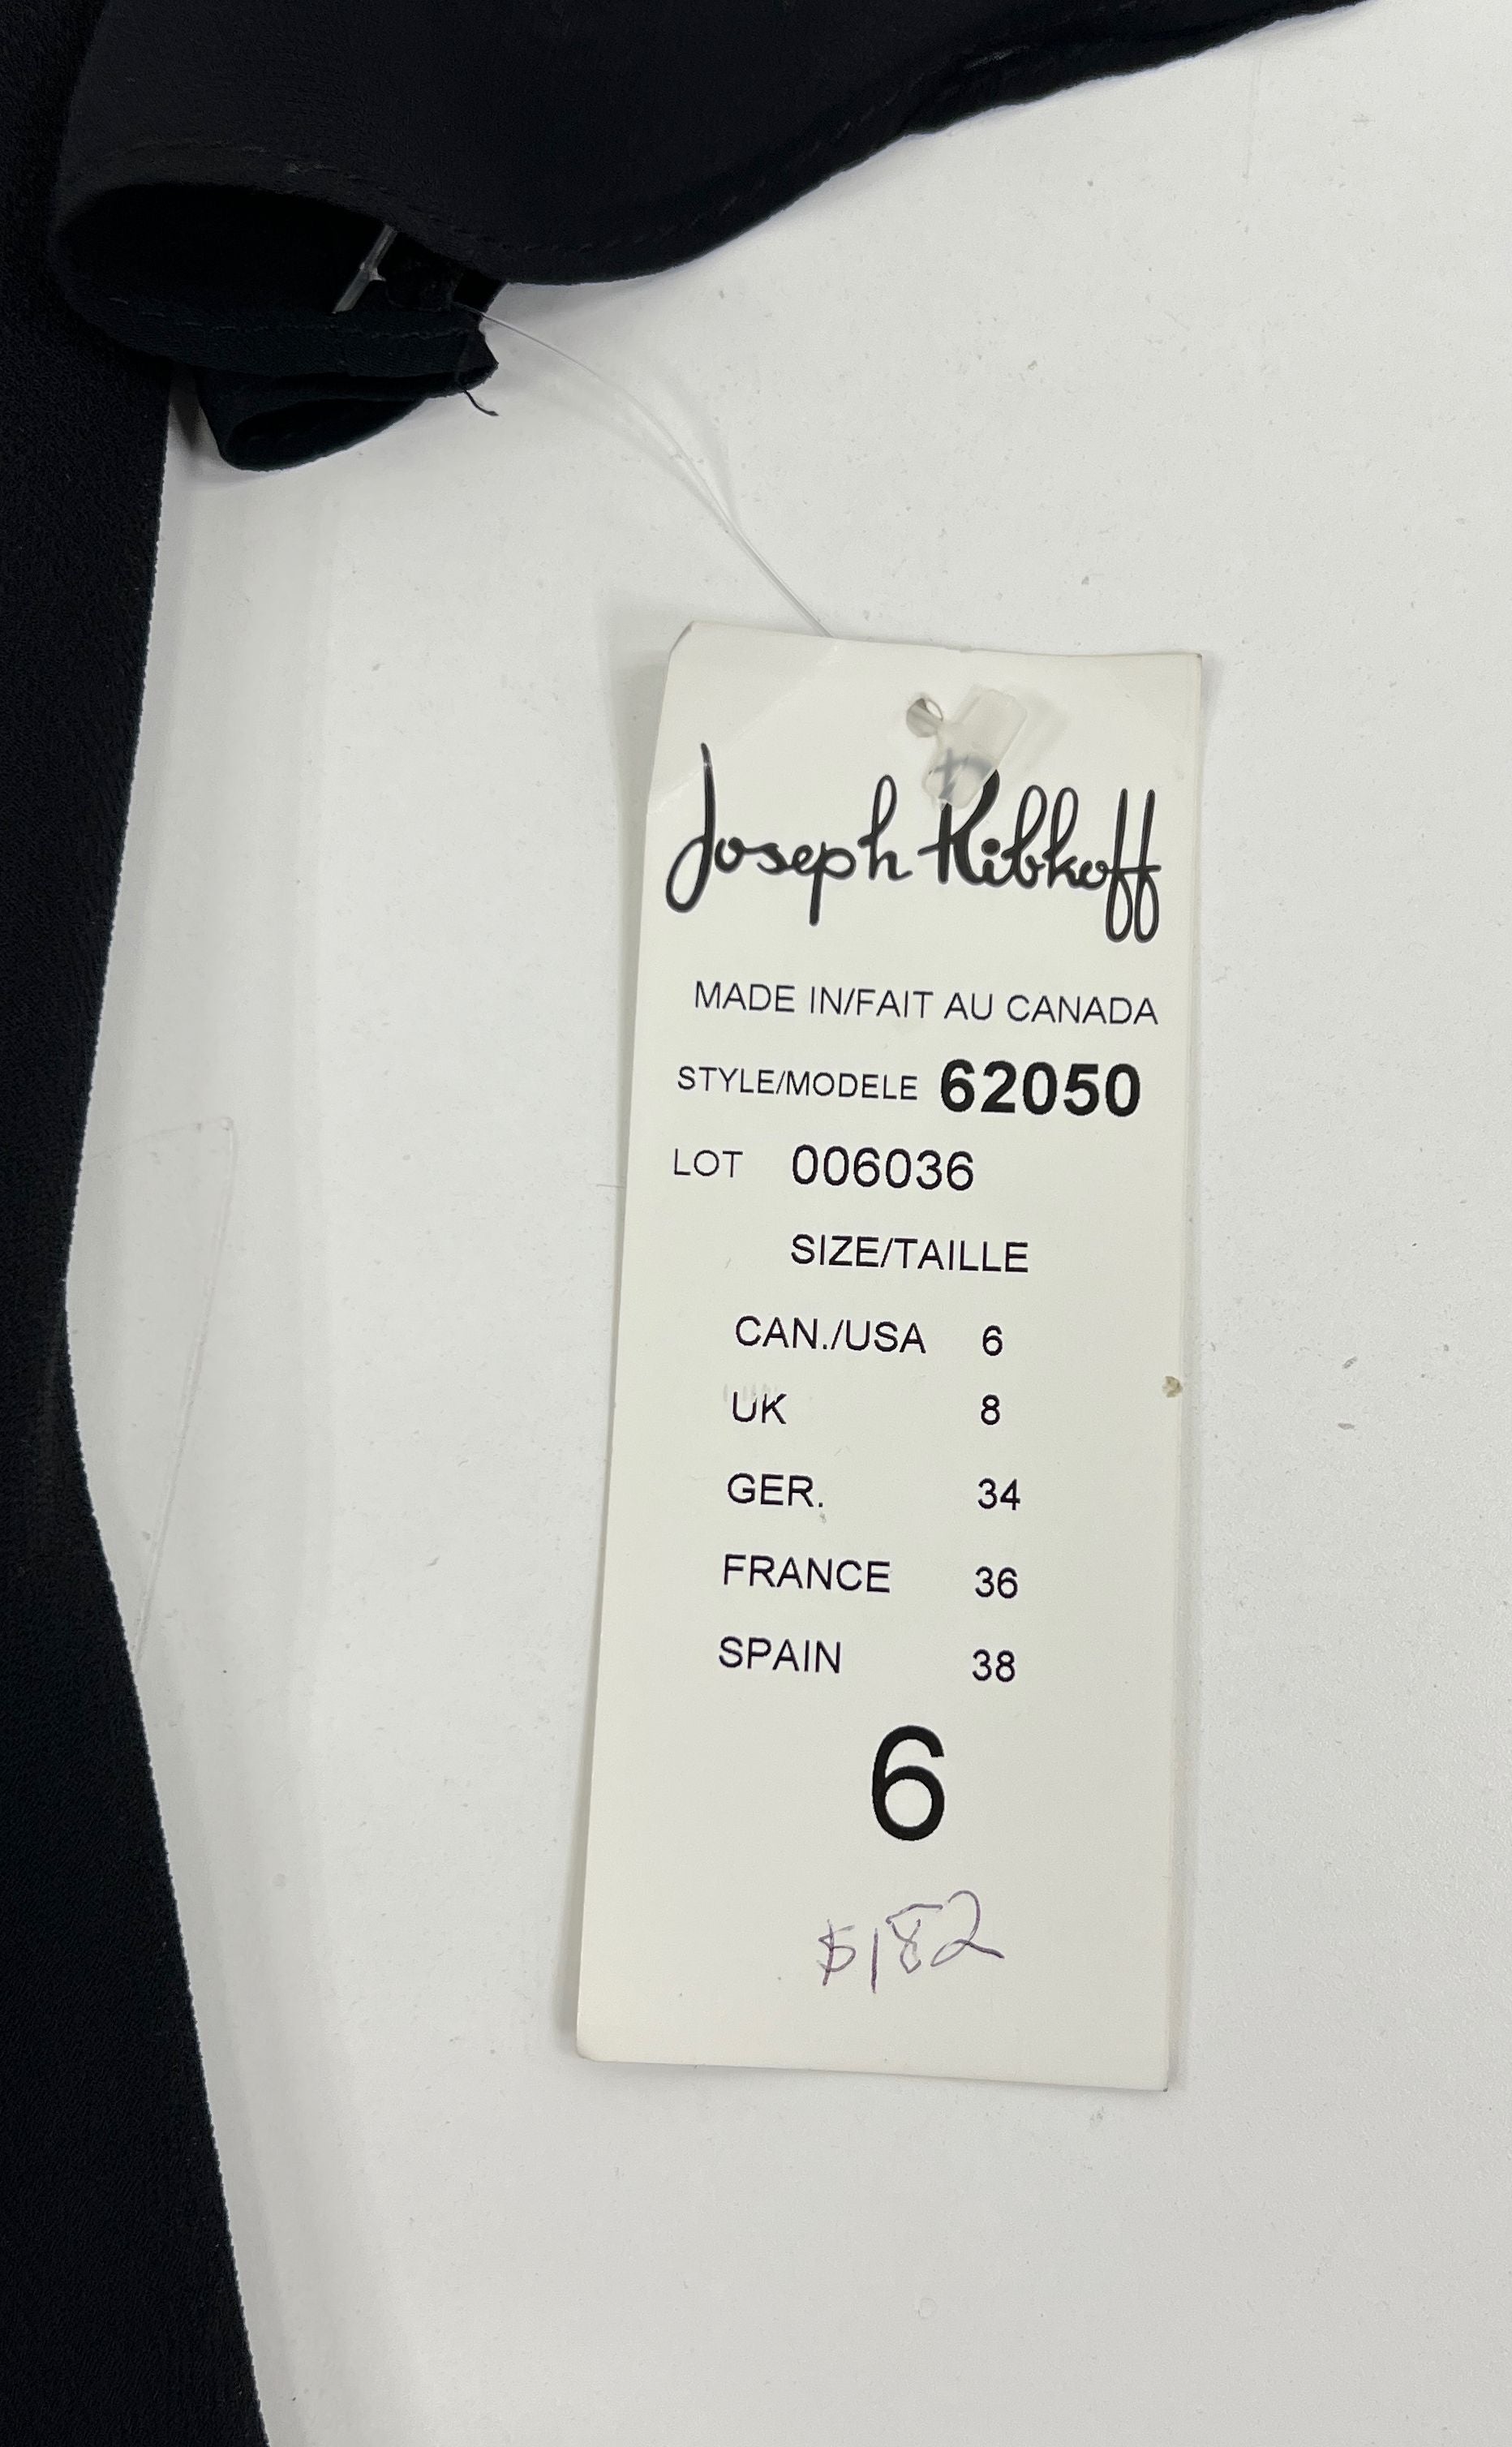 Joseph Ribkoff
MADE IN/FAIT AU CANADA
STYLE/MODELE 62050
LOT 006036
SIZE/TAILLE
CAN./USA 6
UK 8
GER. 34
FRANCE 36
SPAIN 38
6
$182